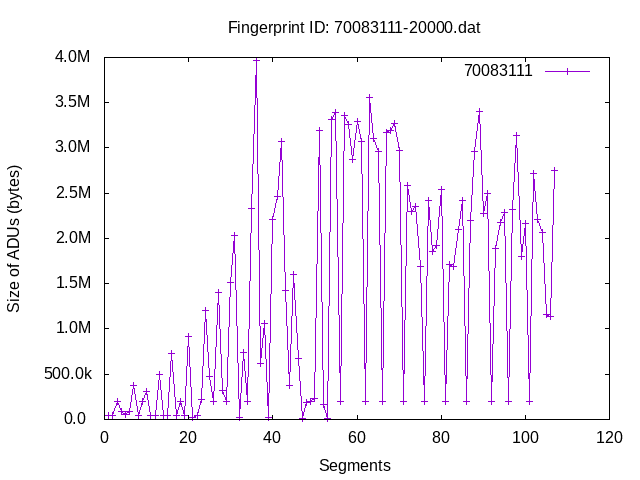 Fingerprint ID: 70083111-20000.dat
70083111
4.0M
3.5M
3.0M
2.5M
2.0M
1.5M
1.0M
500.0k
0.0
Size of ADUs (bytes)
0 20 40 60 80 100 120
Segments